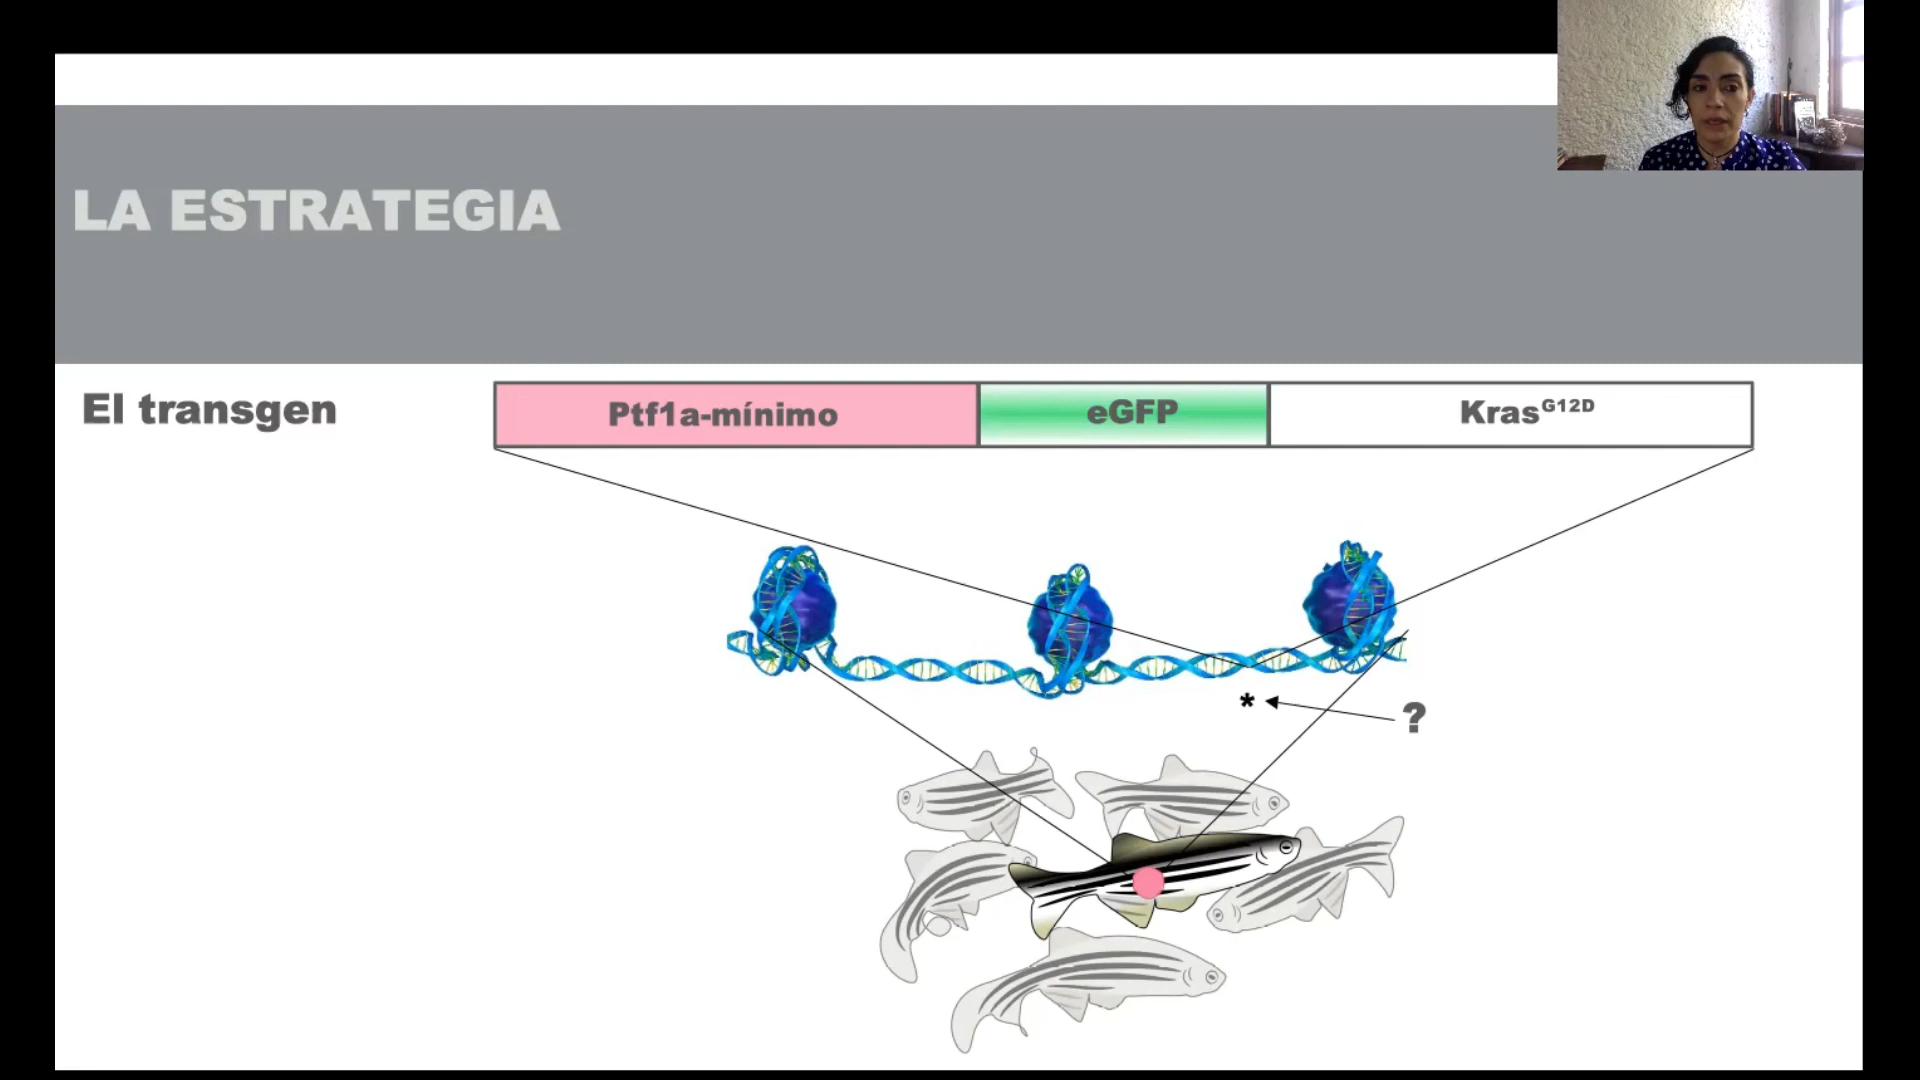 LA ESTRATEGIA
El transgen
Ptf1a-mínimo
eGFP
Kras^G12D
*
?